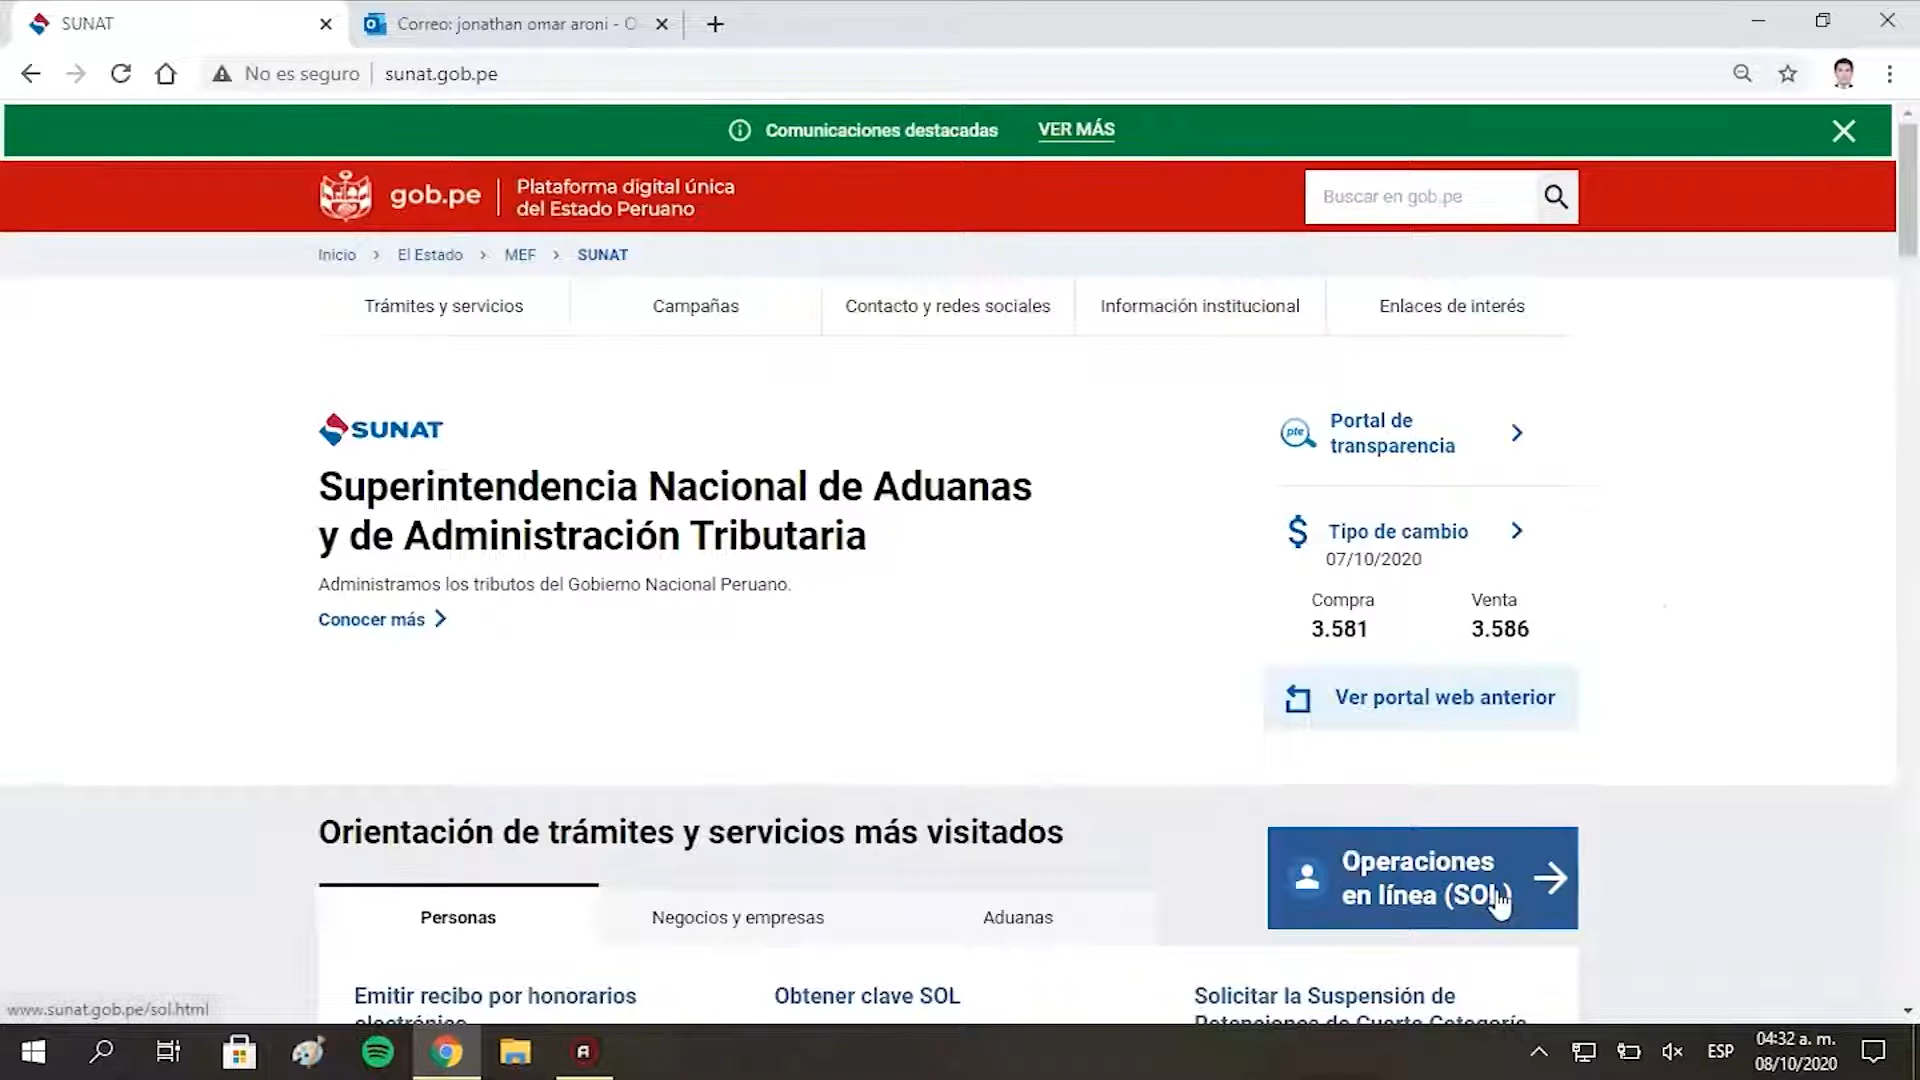 SUNAT
Correo: jonathan omar aroni - O
No es seguro
sunat.gob.pe
Comunicaciones destacadas
VER MÁS
gob.pe
Plataforma digital única
del Estado Peruano
Buscar en gob.pe
Inicio > El Estado > MEF > SUNAT
Trámites y servicios
Campañas
Contacto y redes sociales
Información institucional
Enlaces de interés
SUNAT
Superintendencia Nacional de Aduanas
y de Administración Tributaria
Administramos los tributos del Gobierno Nacional Peruano.
Conocer más
pte
Portal de
transparencia
Tipo de cambio
07/10/2020
Compra
Venta
3.581
3.586
Ver portal web anterior
Orientación de trámites y servicios más visitados
Operaciones
en línea (SOL)
Personas
Negocios y empresas
Aduanas
Emitir recibo por honorarios
electrónico
Obtener clave SOL
Solicitar la Suspensión de
Retenciones de Cuarta Categoría
www.sunat.gob.pe/sol.html
ESP
04:32 a. m.
08/10/2020